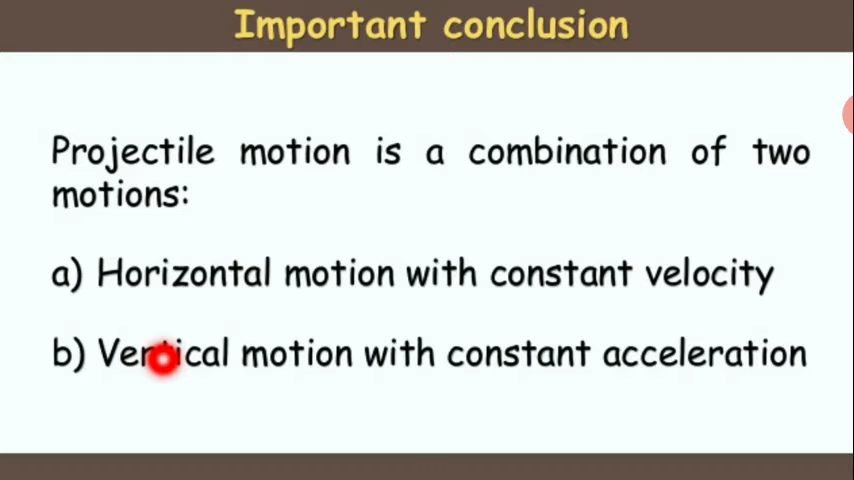 Important conclusion
Projectile motion is a combination of two
motions:
a) Horizontal motion with constant velocity
b) Vertical motion with constant acceleration